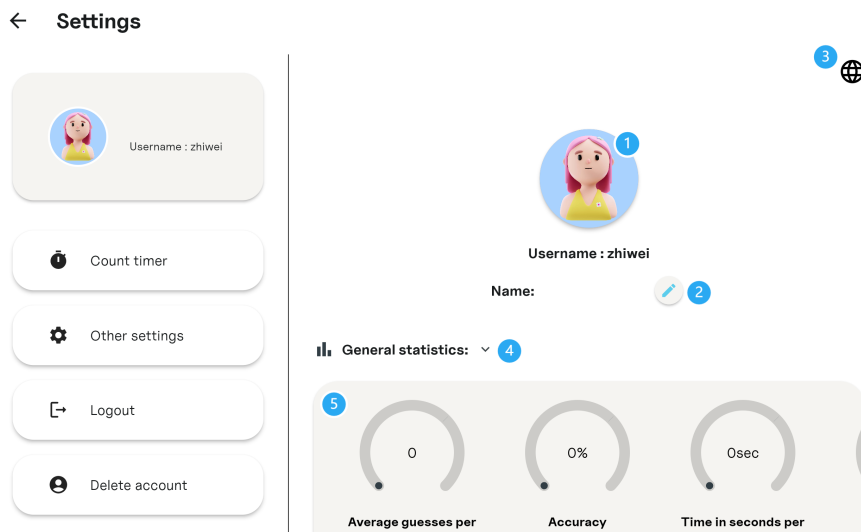 Settings
Username : zhiwei
Count timer
Other settings
Logout
Delete account
3
1
Username : zhiwei
Name:
2
General statistics:
4
5
0
0%
0sec
Average guesses per
Accuracy
Time in seconds per